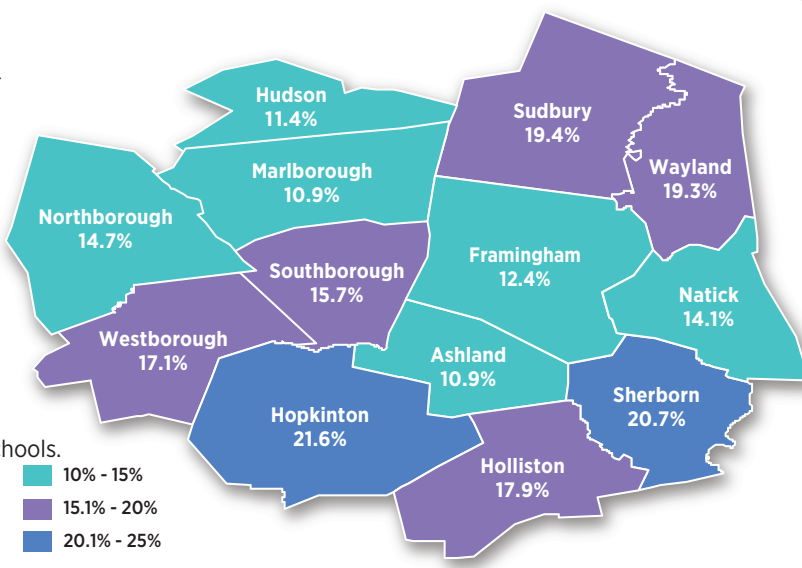 Hudson
11.4%
Sudbury
19.4%
Marlborough
10.9%
Wayland
19.3%
Northborough
14.7%
Southborough
15.7%
Framingham
12.4%
Natick
14.1%
Westborough
17.1%
Ashland
10.9%
Sherborn
20.7%
Hopkinton
21.6%
Holliston
17.9%
chools.
10% - 15%
15.1% - 20%
20.1% - 25%